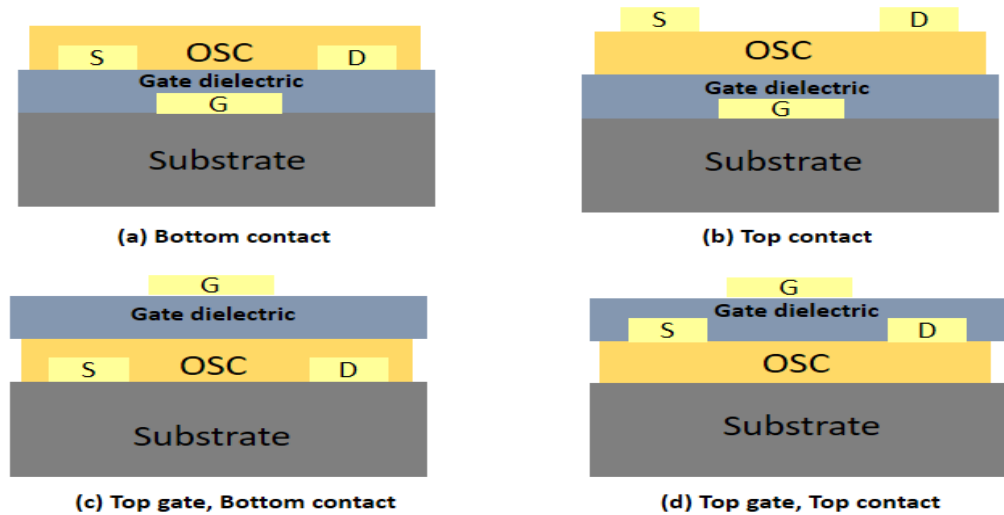 S OSC D
Gate dielectric
G
Substrate
(a) Bottom contact
S D
OSC
Gate dielectric
G
Substrate
(b) Top contact
G
Gate dielectric
S OSC D
Substrate
(c) Top gate, Bottom contact
G
Gate dielectric
S D
OSC
Substrate
(d) Top gate, Top contact